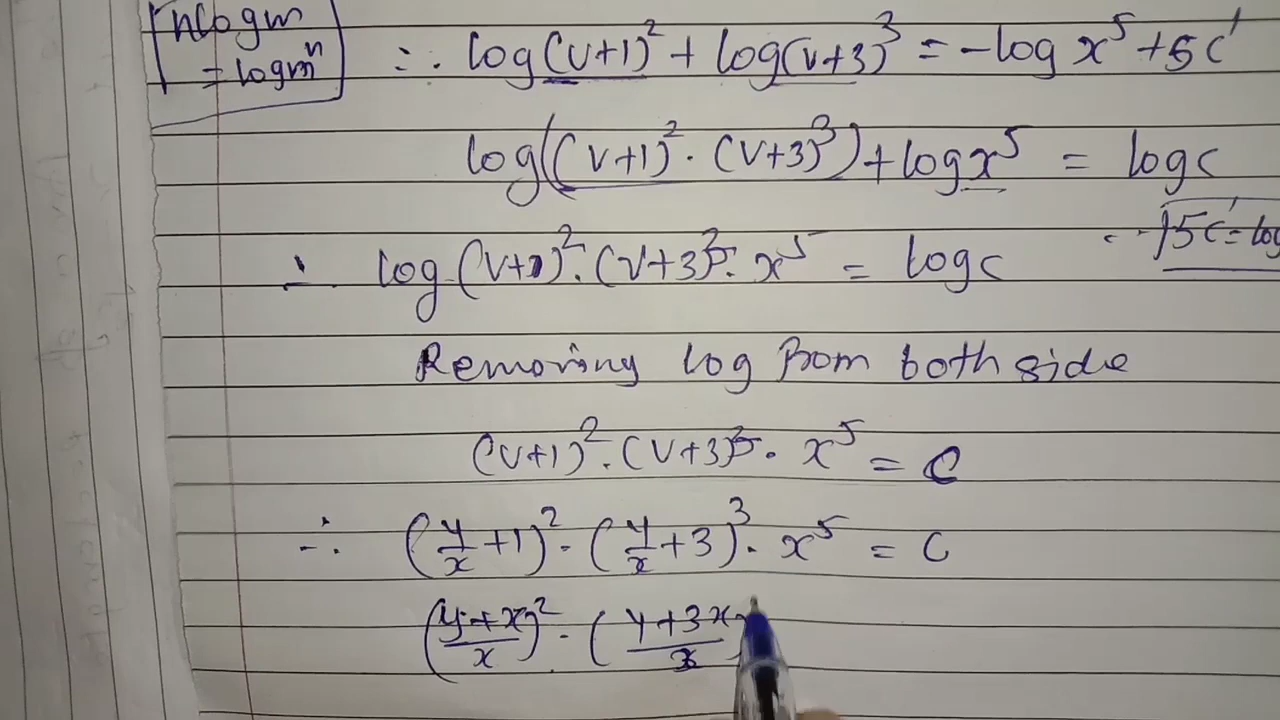 nlogm
= logmⁿ
∴ log(v+1)² + log(v+3)³ = -log x⁵ + 5c'
log((v+1)² · (v+3)³) + log x⁵ = log c
--- 5c' = log
∴ log (v+1)² · (v+3)³ · x⁵ = log c
Removing log from both side
(v+1)² · (v+3)³ · x⁵ = c
∴ (y/x + 1)² · (y/x + 3)³ · x⁵ = c
((y+x)/x)² · ((y+3x)/x)